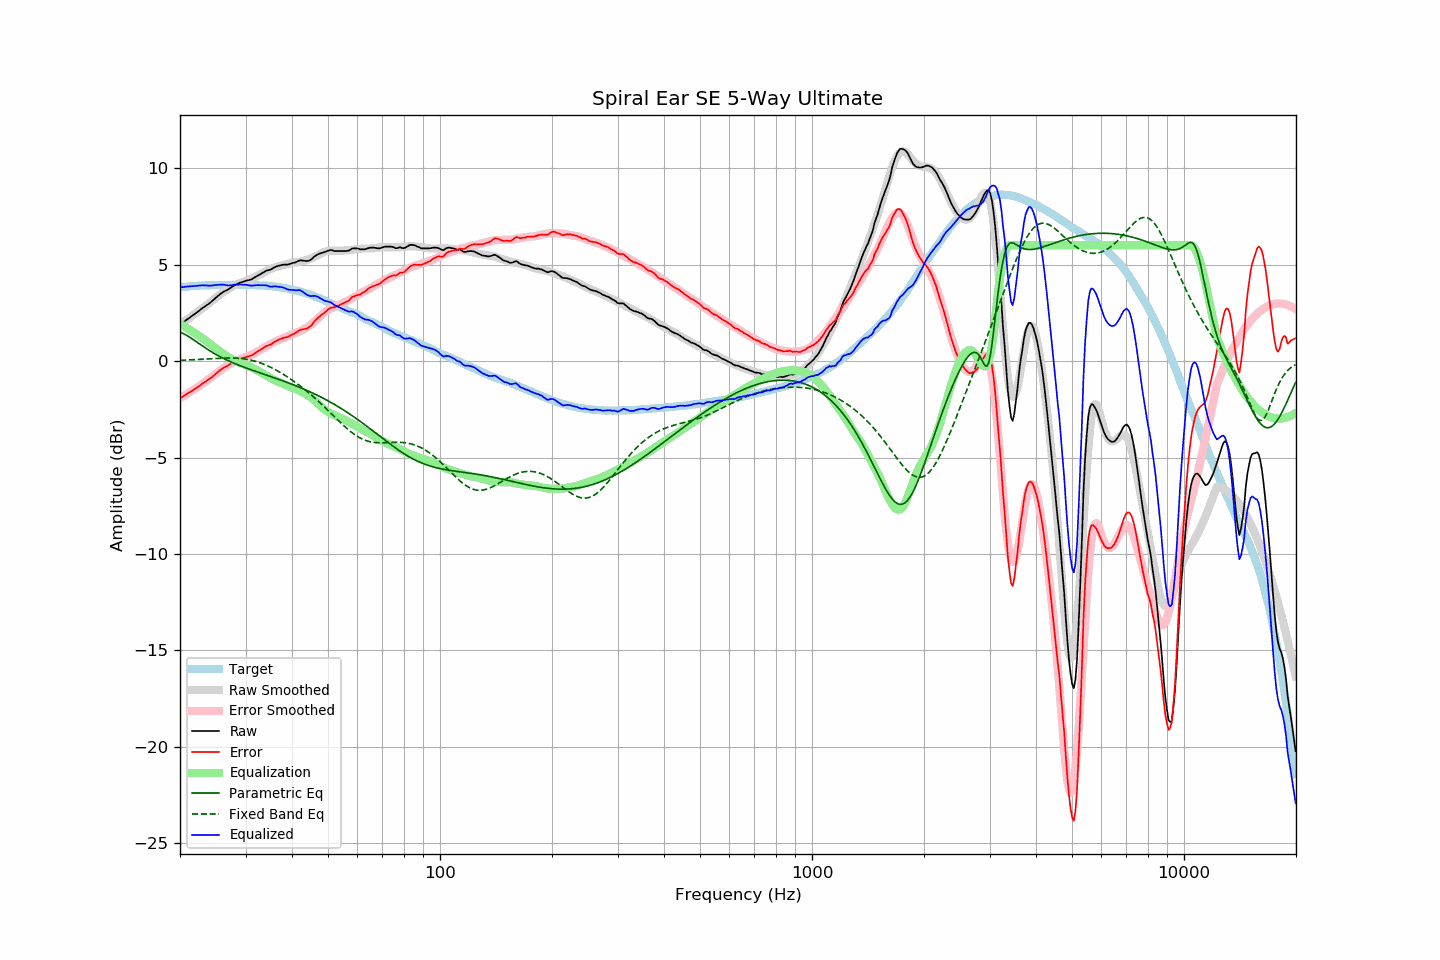 Spiral Ear SE 5-Way Ultimate
10
5
0
−5
−10
−15
−20
−25
Amplitude (dBr)
Target
Raw Smoothed
Error Smoothed
Raw
Error
Equalization
Parametric Eq
Fixed Band Eq
Equalized
100
1000
10000
Frequency (Hz)